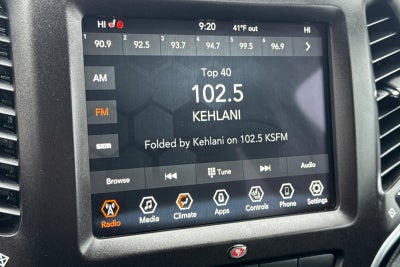 HI 9:20 41°F out HI
1 90.9 2 92.5 3 93.7 4 94.7 5 99.5 6 96.9
AM
Top 40
102.5
FM
KEHLANI
SXM
Folded by Kehlani on 102.5 KSFM
Browse Tune Audio
Radio Media Climate Apps Controls Phone Settings